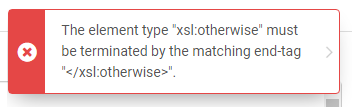 The element type "xsl:otherwise" must
be terminated by the matching end-tag
"</xsl:otherwise>".